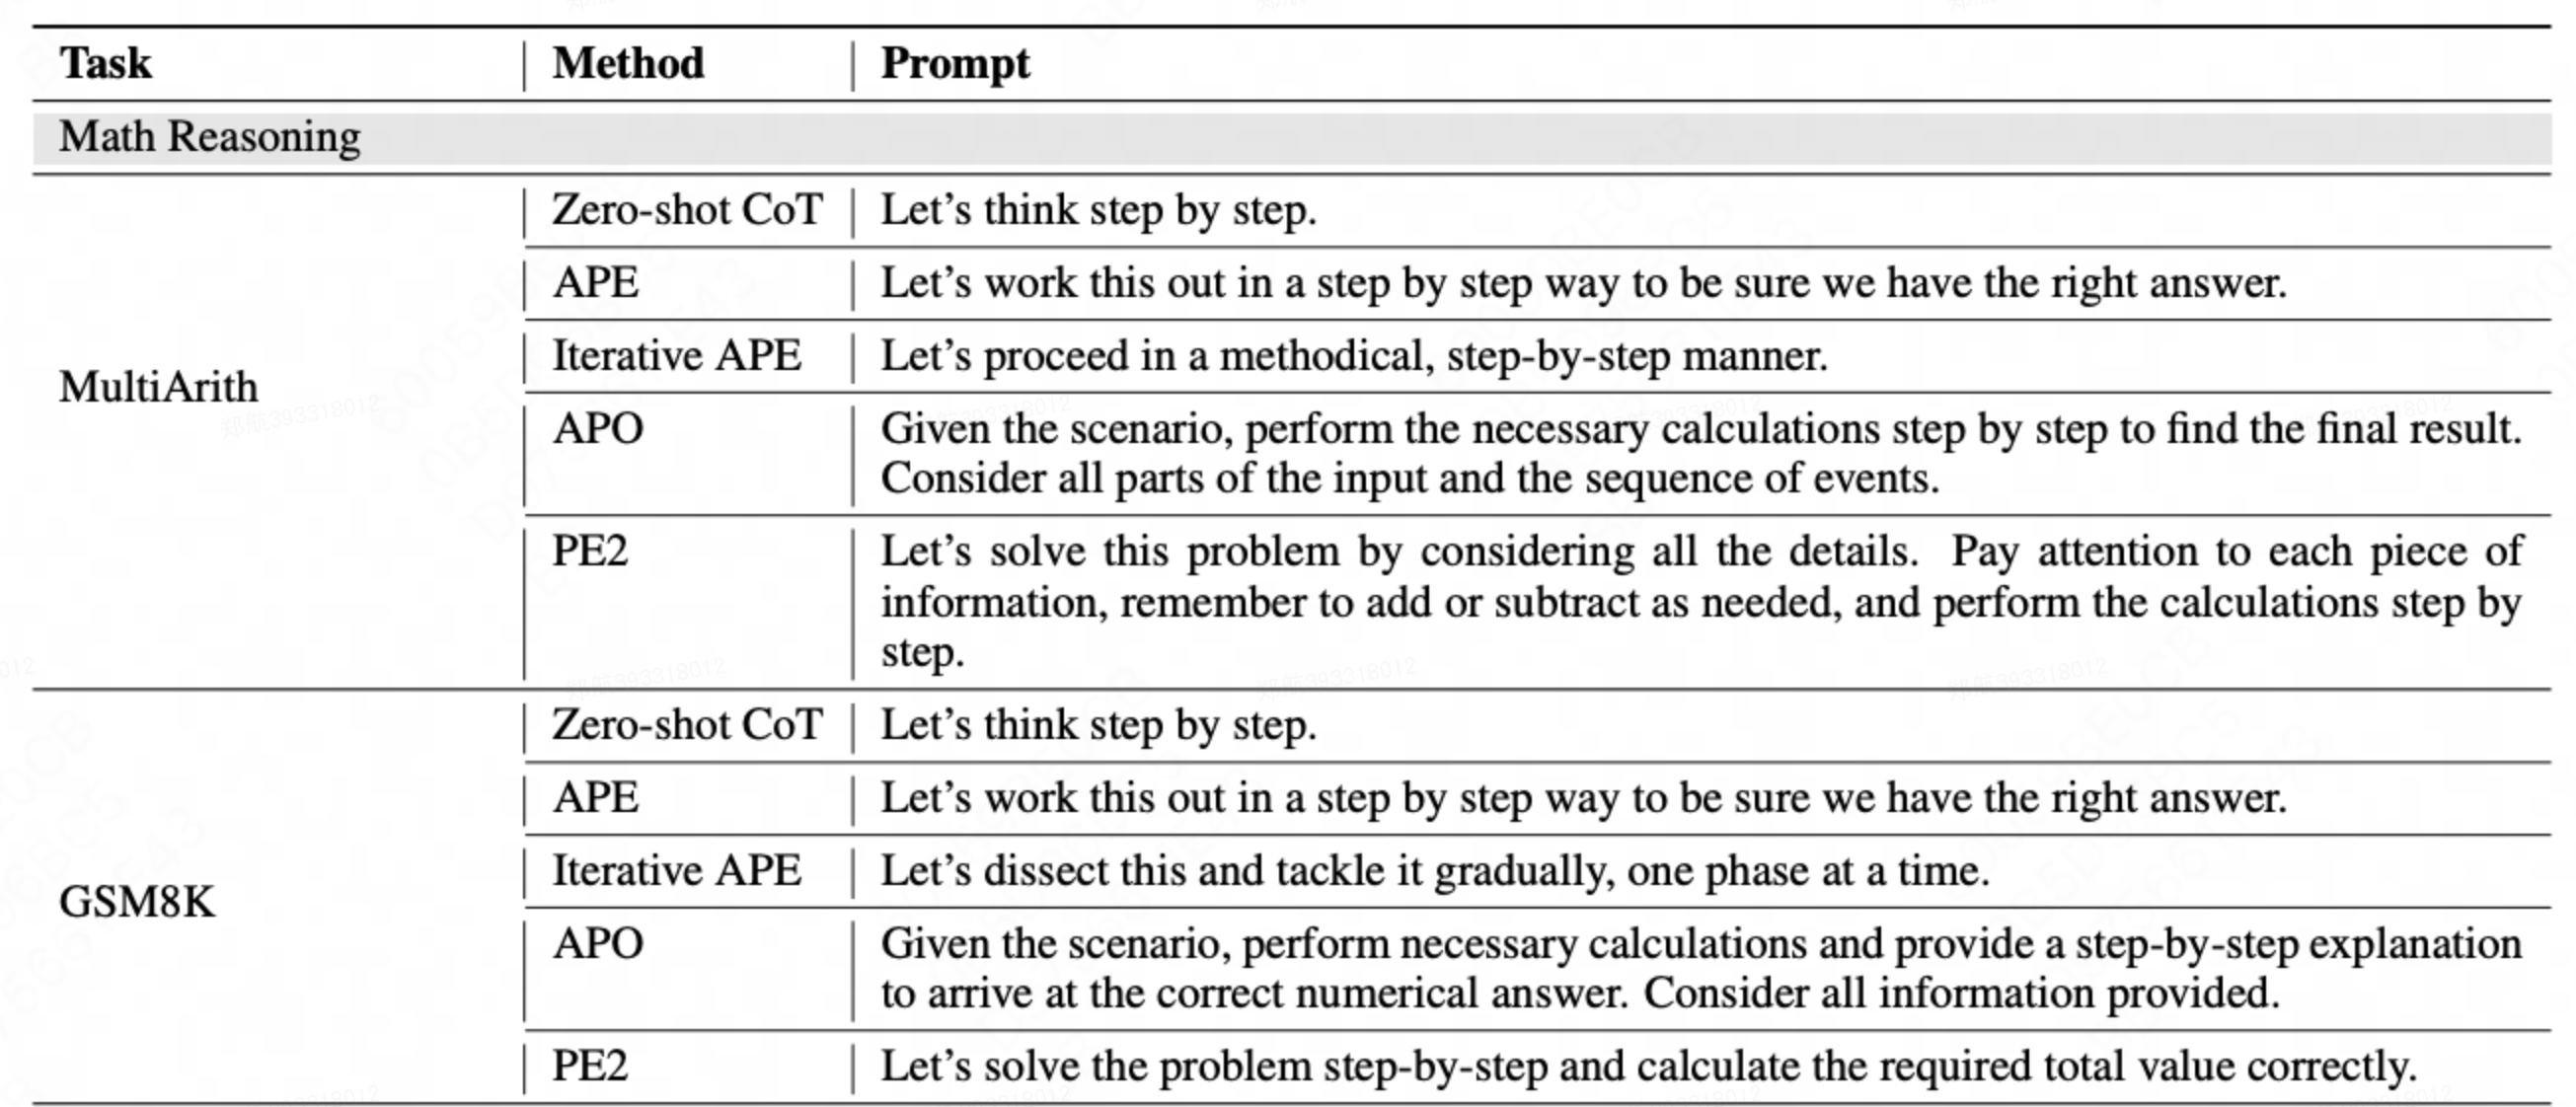 Task Method Prompt
Math Reasoning
MultiArith
Zero-shot CoT Let's think step by step.
APE Let's work this out in a step by step way to be sure we have the right answer.
Iterative APE Let's proceed in a methodical, step-by-step manner.
APO Given the scenario, perform the necessary calculations step by step to find the final result.
Consider all parts of the input and the sequence of events.
PE2 Let's solve this problem by considering all the details. Pay attention to each piece of
information, remember to add or subtract as needed, and perform the calculations step by
step.
GSM8K
Zero-shot CoT Let's think step by step.
APE Let's work this out in a step by step way to be sure we have the right answer.
Iterative APE Let's dissect this and tackle it gradually, one phase at a time.
APO Given the scenario, perform necessary calculations and provide a step-by-step explanation
to arrive at the correct numerical answer. Consider all information provided.
PE2 Let's solve the problem step-by-step and calculate the required total value correctly.